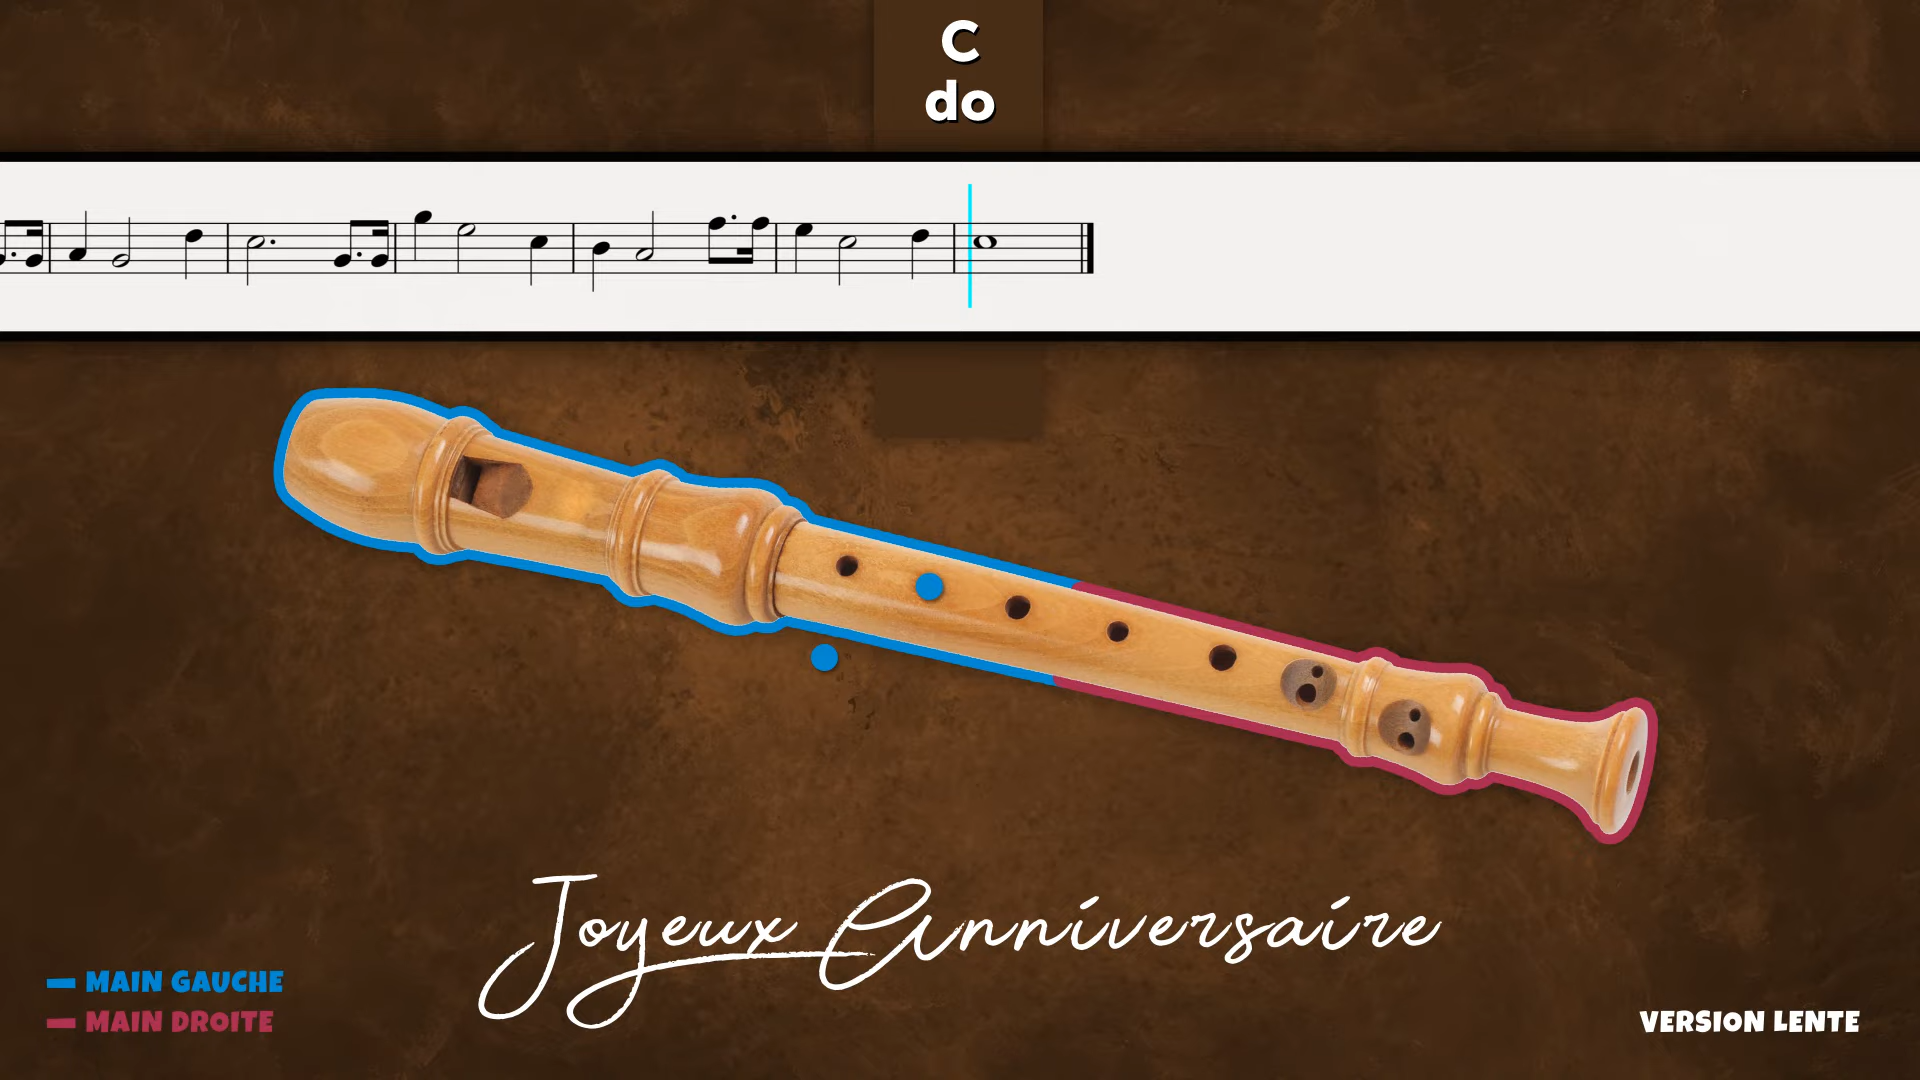 C
do
Joyeux Anniversaire
MAIN GAUCHE
MAIN DROITE
VERSION LENTE